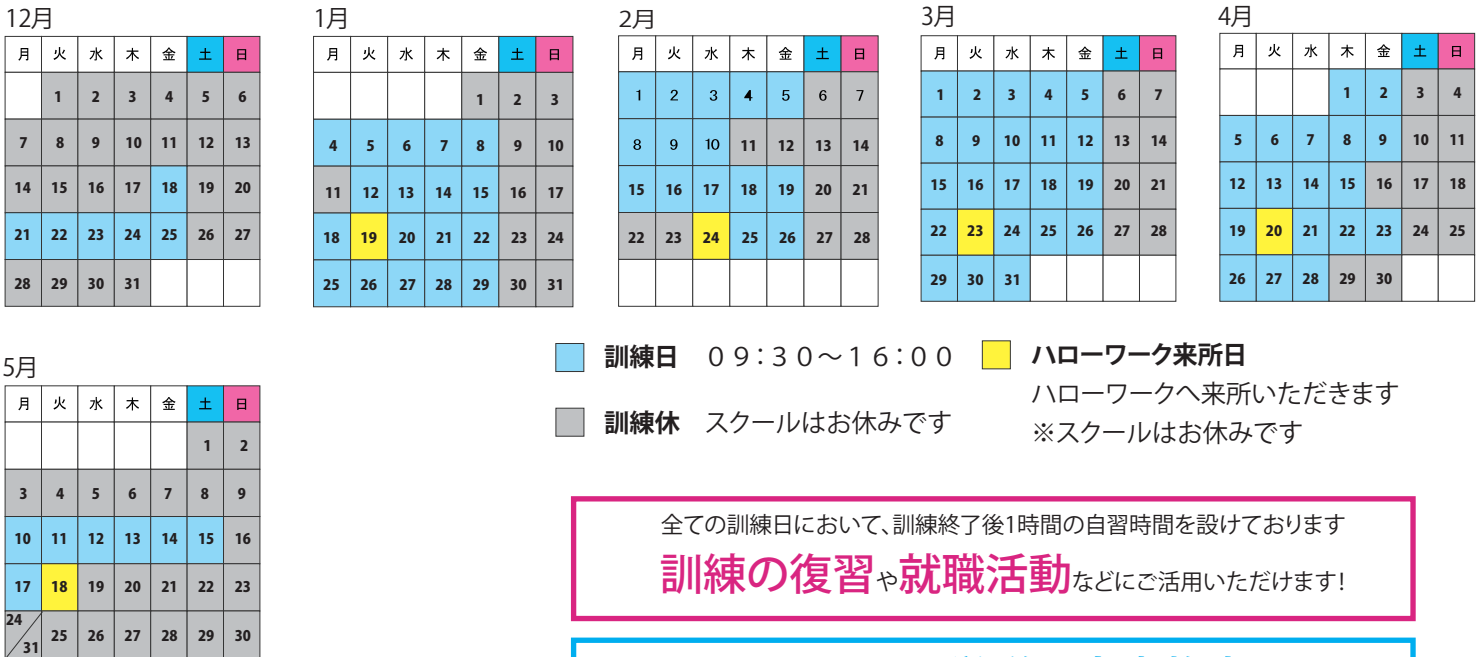 12月
月 火 水 木 金 土 日
1 2 3 4 5 6
7 8 9 10 11 12 13
14 15 16 17 18 19 20
21 22 23 24 25 26 27
28 29 30 31
1月
月 火 水 木 金 土 日
1 2 3
4 5 6 7 8 9 10
11 12 13 14 15 16 17
18 19 20 21 22 23 24
25 26 27 28 29 30 31
2月
月 火 水 木 金 土 日
1 2 3 4 5 6 7
8 9 10 11 12 13 14
15 16 17 18 19 20 21
22 23 24 25 26 27 28
3月
月 火 水 木 金 土 日
1 2 3 4 5 6 7
8 9 10 11 12 13 14
15 16 17 18 19 20 21
22 23 24 25 26 27 28
29 30 31
4月
月 火 水 木 金 土 日
1 2 3 4
5 6 7 8 9 10 11
12 13 14 15 16 17 18
19 20 21 22 23 24 25
26 27 28 29 30
5月
月 火 水 木 金 土 日
1 2
3 4 5 6 7 8 9
10 11 12 13 14 15 16
17 18 19 20 21 22 23
24/31 25 26 27 28 29 30
訓練日 ０９：３０～１６：００
訓練休 スクールはお休みです
ハローワーク来所日
ハローワークへ来所いただきます
※スクールはお休みです
全ての訓練日において、訓練終了後1時間の自習時間を設けております
訓練の復習や就職活動などにご活用いただけます！